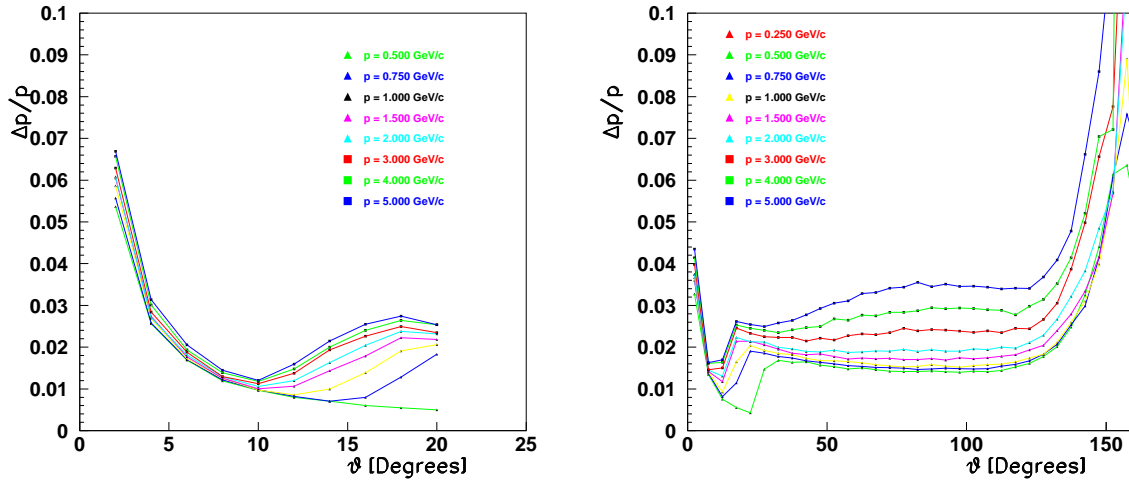 Δp/p
0.1
0.09
0.08
0.07
0.06
0.05
0.04
0.03
0.02
0.01
0
p = 0.500 GeV/c
p = 0.750 GeV/c
p = 1.000 GeV/c
p = 1.500 GeV/c
p = 2.000 GeV/c
p = 3.000 GeV/c
p = 4.000 GeV/c
p = 5.000 GeV/c
0 5 10 15 20 25
ϑ [Degrees]
Δp/p
0.1
0.09
0.08
0.07
0.06
0.05
0.04
0.03
0.02
0.01
0
p = 0.250 GeV/c
p = 0.500 GeV/c
p = 0.750 GeV/c
p = 1.000 GeV/c
p = 1.500 GeV/c
p = 2.000 GeV/c
p = 3.000 GeV/c
p = 4.000 GeV/c
p = 5.000 GeV/c
0 50 100 150
ϑ [Degrees]